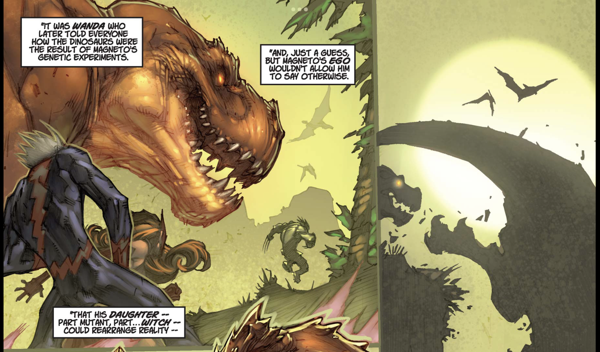 "IT WAS WANDA WHO
LATER TOLD EVERYONE
HOW THE DINOSAURS WERE
THE RESULT OF MAGNETO'S
GENETIC EXPERIMENTS.
"AND, JUST A GUESS,
BUT MAGNETO'S EGO
WOULDN'T ALLOW HIM
TO SAY OTHERWISE.
"THAT HIS DAUGHTER --
PART MUTANT, PART...WITCH --
COULD REARRANGE REALITY --